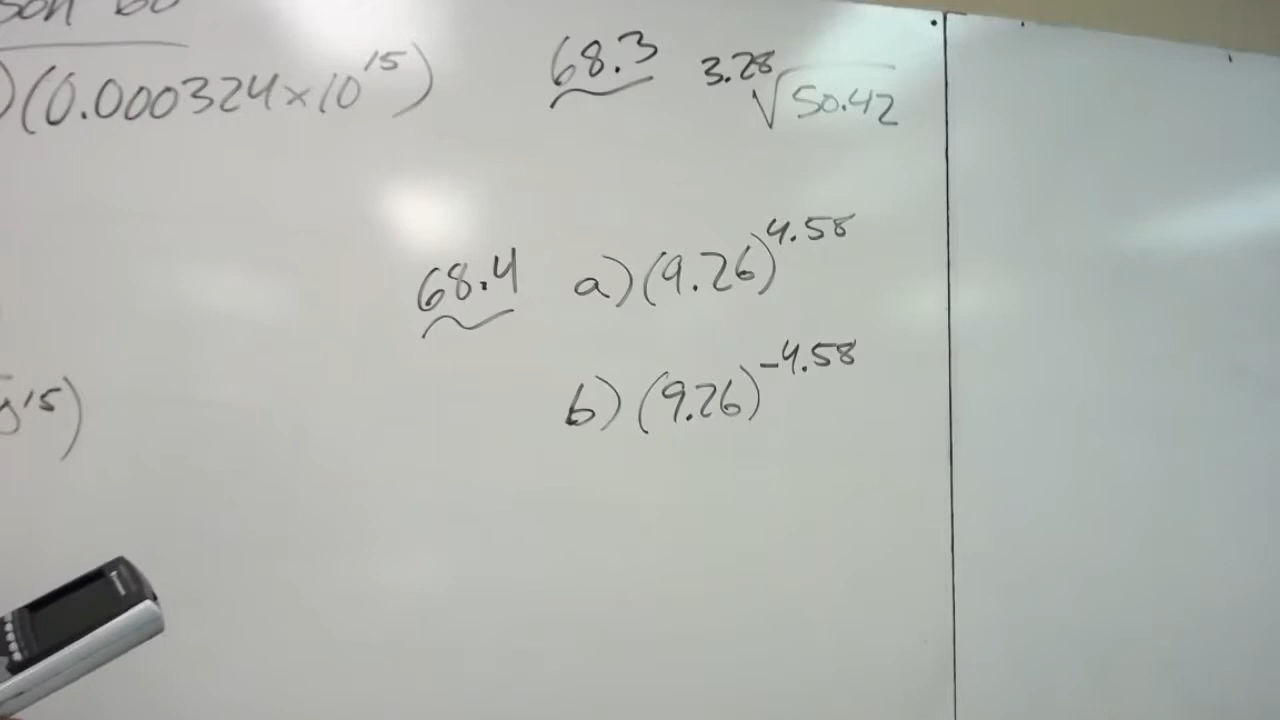 )(0.000324×10^15)
68.3 3.28√50.42
68.4 a) (9.26)^4.58
b) (9.26)^-4.58